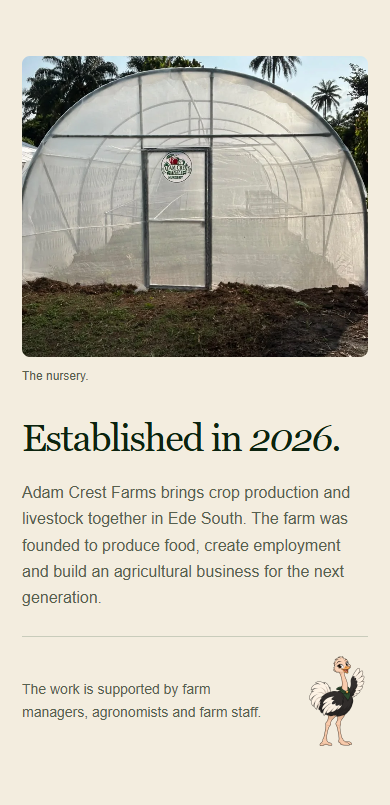 The nursery.
Established in 2026.
Adam Crest Farms brings crop production and
livestock together in Ede South. The farm was
founded to produce food, create employment
and build an agricultural business for the next
generation.
The work is supported by farm
managers, agronomists and farm staff.